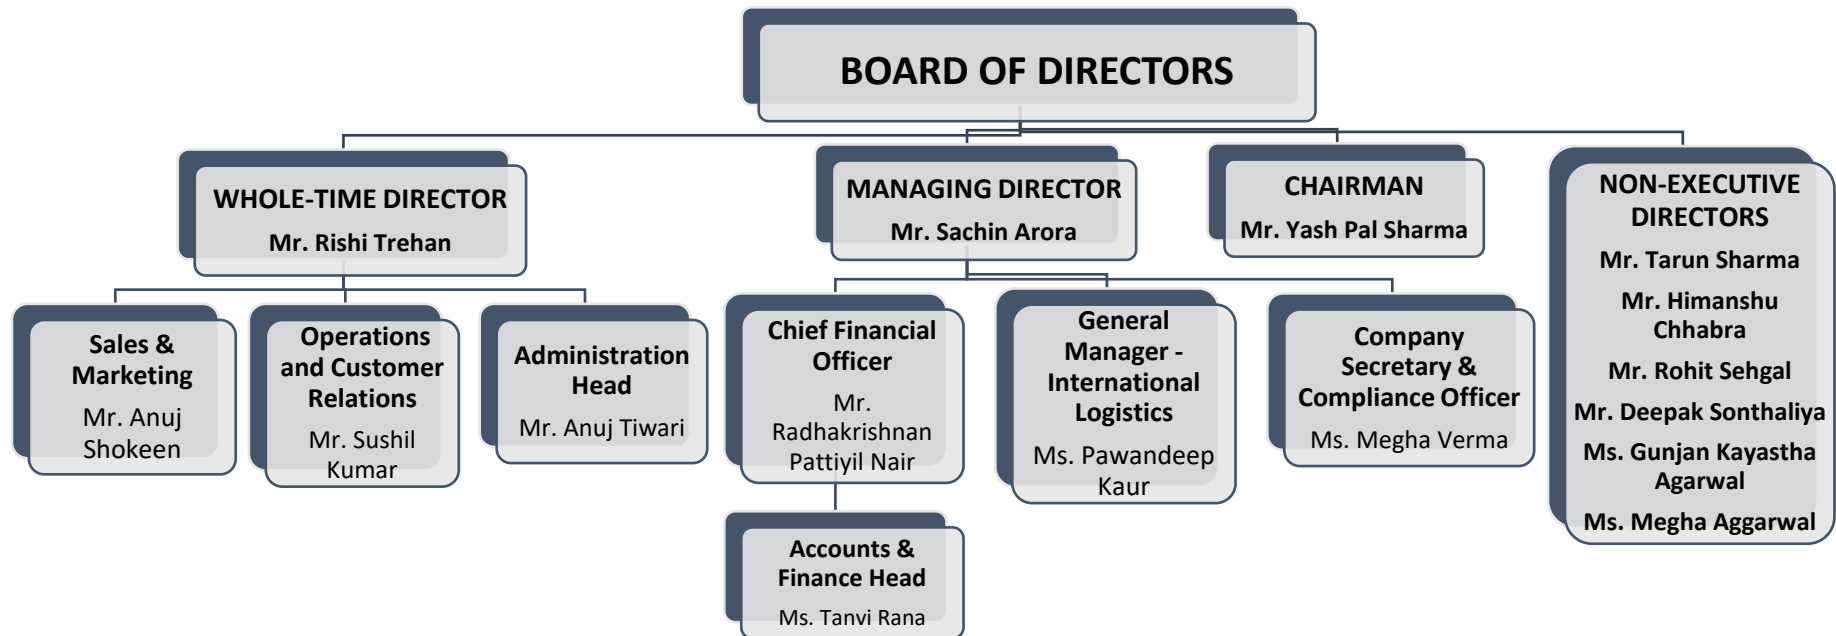 BOARD OF DIRECTORS
WHOLE-TIME DIRECTOR
Mr. Rishi Trehan
MANAGING DIRECTOR
Mr. Sachin Arora
CHAIRMAN
Mr. Yash Pal Sharma
NON-EXECUTIVE
DIRECTORS
Mr. Tarun Sharma
Mr. Himanshu
Chhabra
Mr. Rohit Sehgal
Mr. Deepak Sonthaliya
Ms. Gunjan Kayastha
Agarwal
Ms. Megha Aggarwal
Sales &
Marketing
Mr. Anuj
Shokeen
Operations
and Customer
Relations
Mr. Sushil
Kumar
Administration
Head
Mr. Anuj Tiwari
Chief Financial
Officer
Mr.
Radhakrishnan
Pattiyil Nair
General
Manager -
International
Logistics
Ms. Pawandeep
Kaur
Company
Secretary &
Compliance Officer
Ms. Megha Verma
Accounts &
Finance Head
Ms. Tanvi Rana